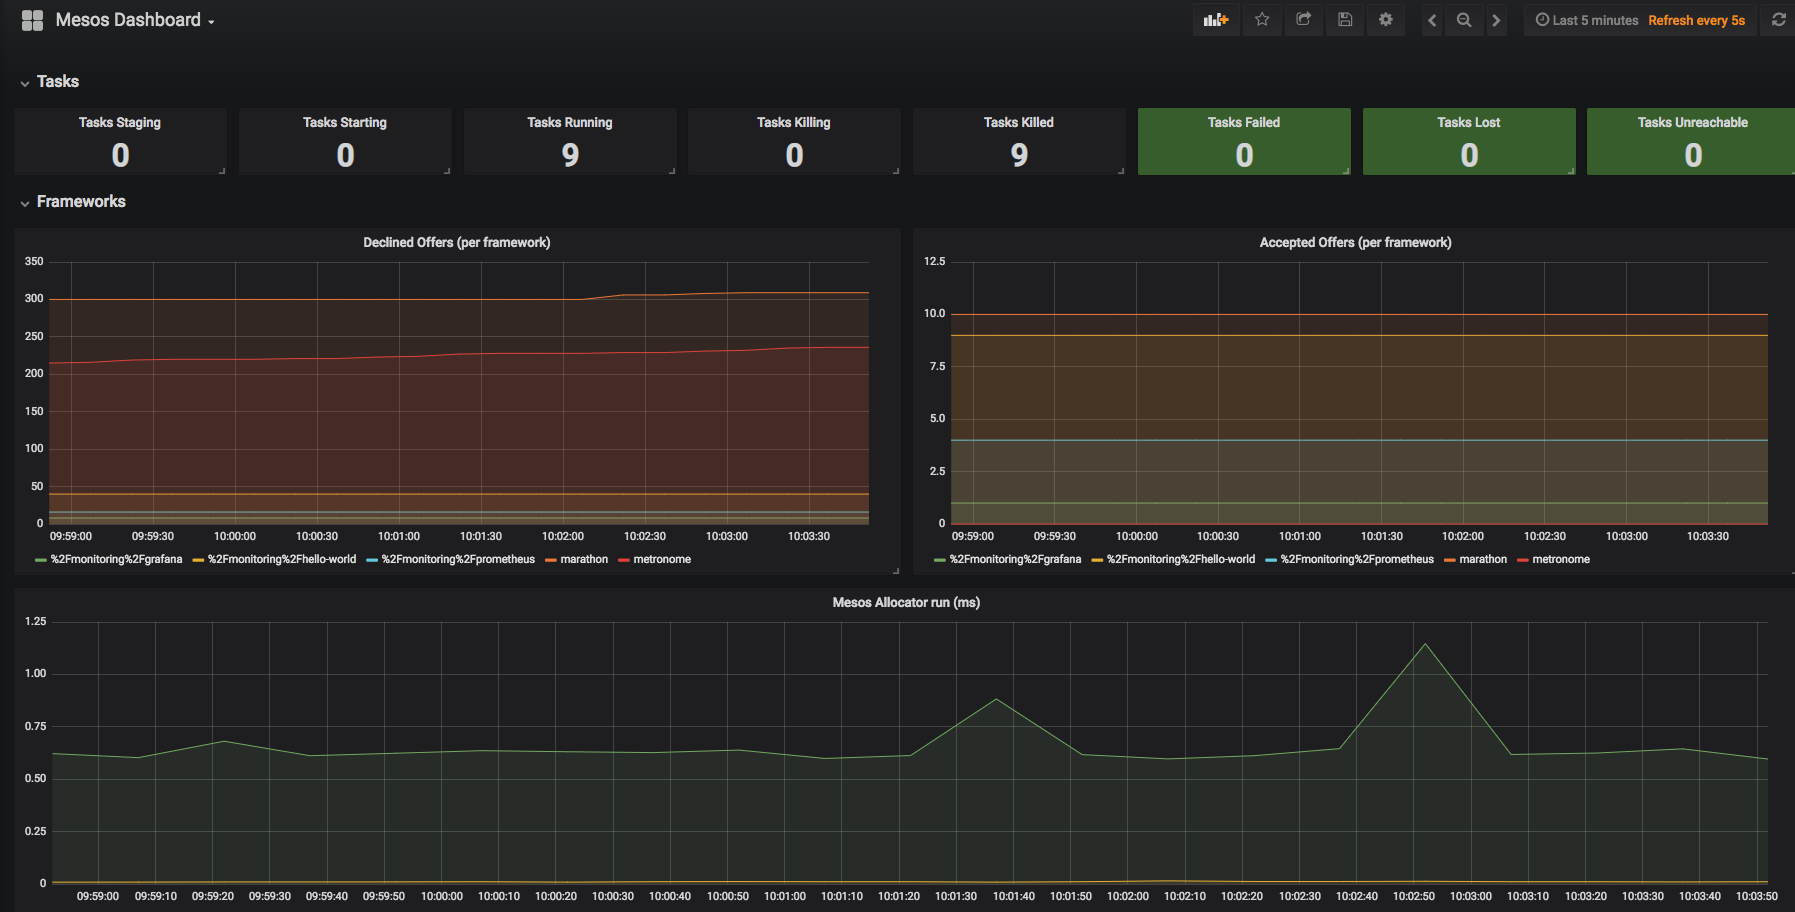 Mesos Dashboard
Last 5 minutes Refresh every 5s
Tasks
Tasks Staging Tasks Starting Tasks Running Tasks Killing Tasks Killed Tasks Failed Tasks Lost Tasks Unreachable
0 0 9 0 9 0 0 0
Frameworks
Declined Offers (per framework)
350
300
250
200
150
100
50
0
09:59:00 09:59:30 10:00:00 10:00:30 10:01:00 10:01:30 10:02:00 10:02:30 10:03:00 10:03:30
%2Fmonitoring%2Fgrafana %2Fmonitoring%2Fhello-world %2Fmonitoring%2Fprometheus marathon metronome
Accepted Offers (per framework)
12.5
10.0
7.5
5.0
2.5
0
09:59:00 09:59:30 10:00:00 10:00:30 10:01:00 10:01:30 10:02:00 10:02:30 10:03:00 10:03:30
%2Fmonitoring%2Fgrafana %2Fmonitoring%2Fhello-world %2Fmonitoring%2Fprometheus marathon metronome
Mesos Allocator run (ms)
1.25
1.00
0.75
0.50
0.25
0
09:59:00 09:59:10 09:59:20 09:59:30 09:59:40 09:59:50 10:00:00 10:00:10 10:00:20 10:00:30 10:00:40 10:00:50 10:01:00 10:01:10 10:01:20 10:01:30 10:01:40 10:01:50 10:02:00 10:02:10 10:02:20 10:02:30 10:02:40 10:02:50 10:03:00 10:03:10 10:03:20 10:03:30 10:03:40 10:03:50